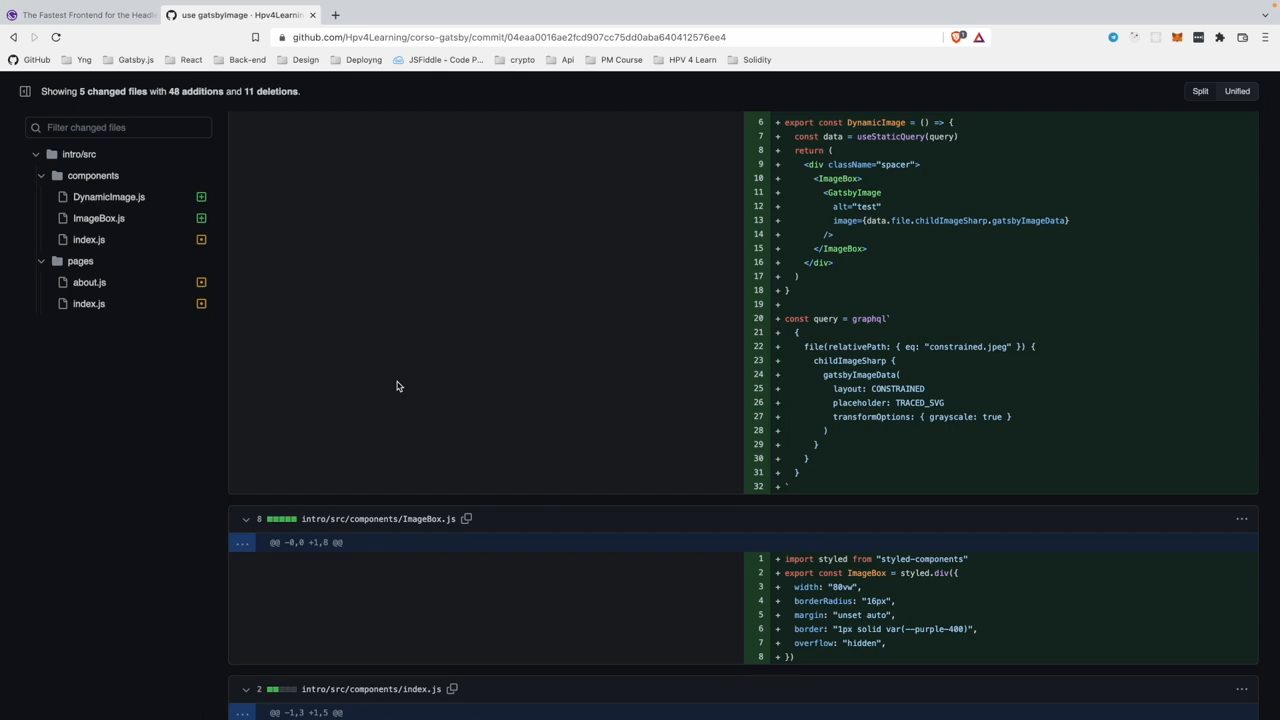 The Fastest Frontend for the Headl
use gatsbyImage · Hpv4Learning
github.com/Hpv4Learning/corso-gatsby/commit/04eaa0016ae2fcd907cc75dd0aba640412576ee4
1
GitHub Yng Gatsby.js React Back-end Design Deployng JSFiddle - Code P... crypto Api PM Course HPV 4 Learn Solidity
Showing 5 changed files with 48 additions and 11 deletions.
Split Unified
Filter changed files
intro/src
components
DynamicImage.js
ImageBox.js
index.js
pages
about.js
index.js
6 + export const DynamicImage = () => {
7 + const data = useStaticQuery(query)
8 + return (
9 + <div className="spacer">
10 + <ImageBox>
11 + <GatsbyImage
12 + alt="test"
13 + image={data.file.childImageSharp.gatsbyImageData}
14 + />
15 + </ImageBox>
16 + </div>
17 + )
18 + }
19 +
20 + const query = graphql`
21 + {
22 + file(relativePath: { eq: "constrained.jpeg" }) {
23 + childImageSharp {
24 + gatsbyImageData(
25 + layout: CONSTRAINED
26 + placeholder: TRACED_SVG
27 + transformOptions: { grayscale: true }
28 + )
29 + }
30 + }
31 + }
32 + `
8 intro/src/components/ImageBox.js
... @@ -0,0 +1,8 @@
1 + import styled from "styled-components"
2 + export const ImageBox = styled.div({
3 + width: "80vw",
4 + borderRadius: "16px",
5 + margin: "unset auto",
6 + border: "1px solid var(--purple-400)",
7 + overflow: "hidden",
8 + })
2 intro/src/components/index.js
... @@ -1,3 +1,5 @@